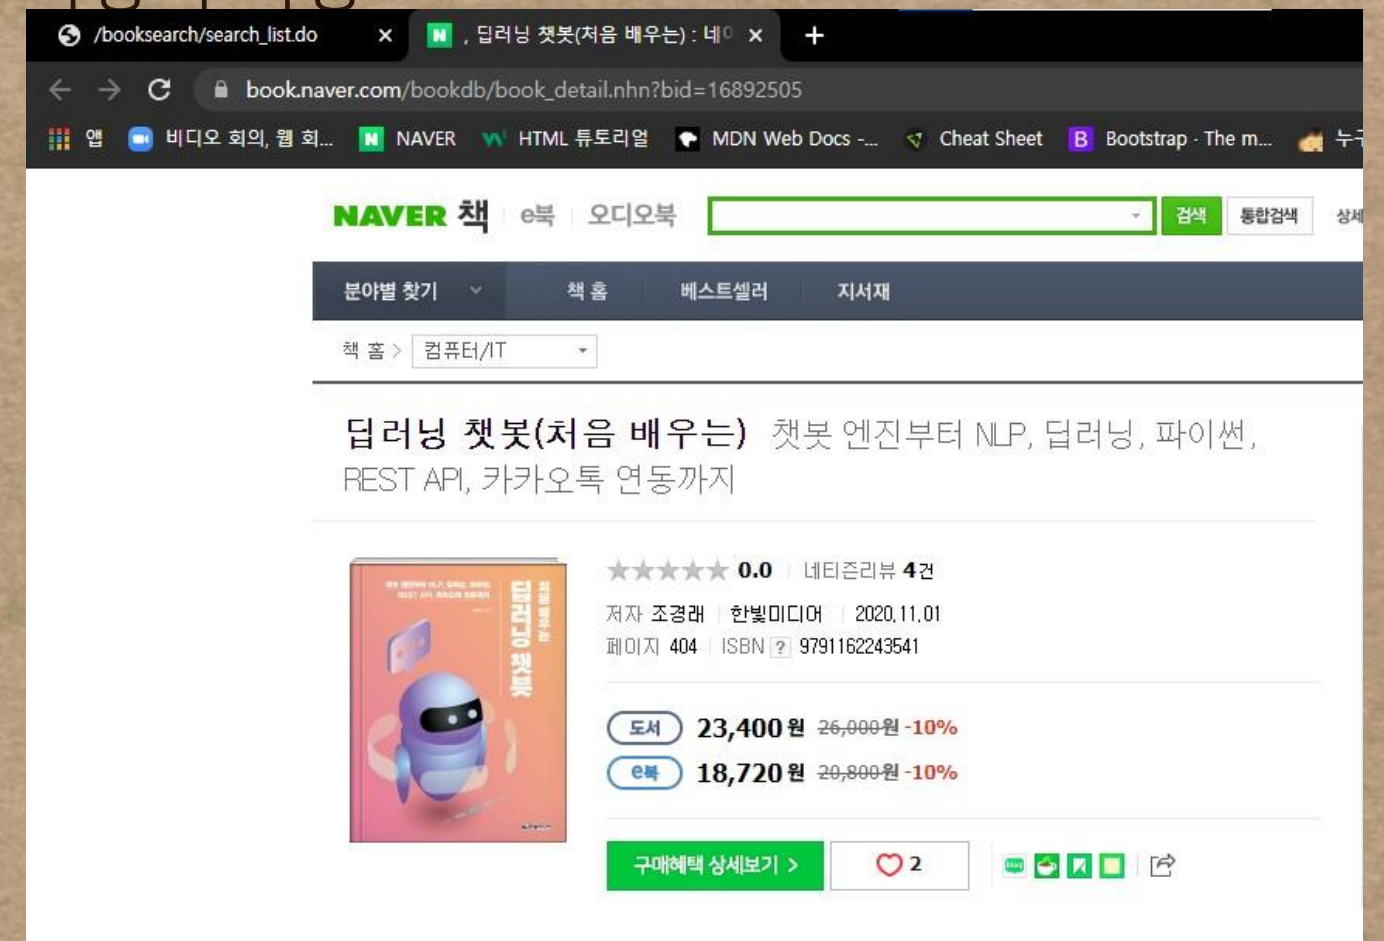 /booksearch/search_list.do
, 딥러닝 챗봇(처음 배우는) : 네이
book.naver.com/bookdb/book_detail.nhn?bid=16892505
앱 비디오 회의, 웹 회... NAVER HTML 튜토리얼 MDN Web Docs -... Cheat Sheet B Bootstrap · The m... 누구
NAVER 책 e북 오디오북 검색 통합검색 상세
분야별 찾기 책 홈 베스트셀러 지서재
책 홈 > 컴퓨터/IT
딥러닝 챗봇(처음 배우는) 챗봇 엔진부터 NLP, 딥러닝, 파이썬,
REST API, 카카오톡 연동까지
처음 배우는
딥러닝 챗봇
0.0 네티즌리뷰 4건
저자 조경래 한빛미디어 2020.11.01
페이지 404 ISBN ? 9791162243541
도서 23,400원 26,000원 -10%
e북 18,720원 20,800원 -10%
구매혜택 상세보기 > 2